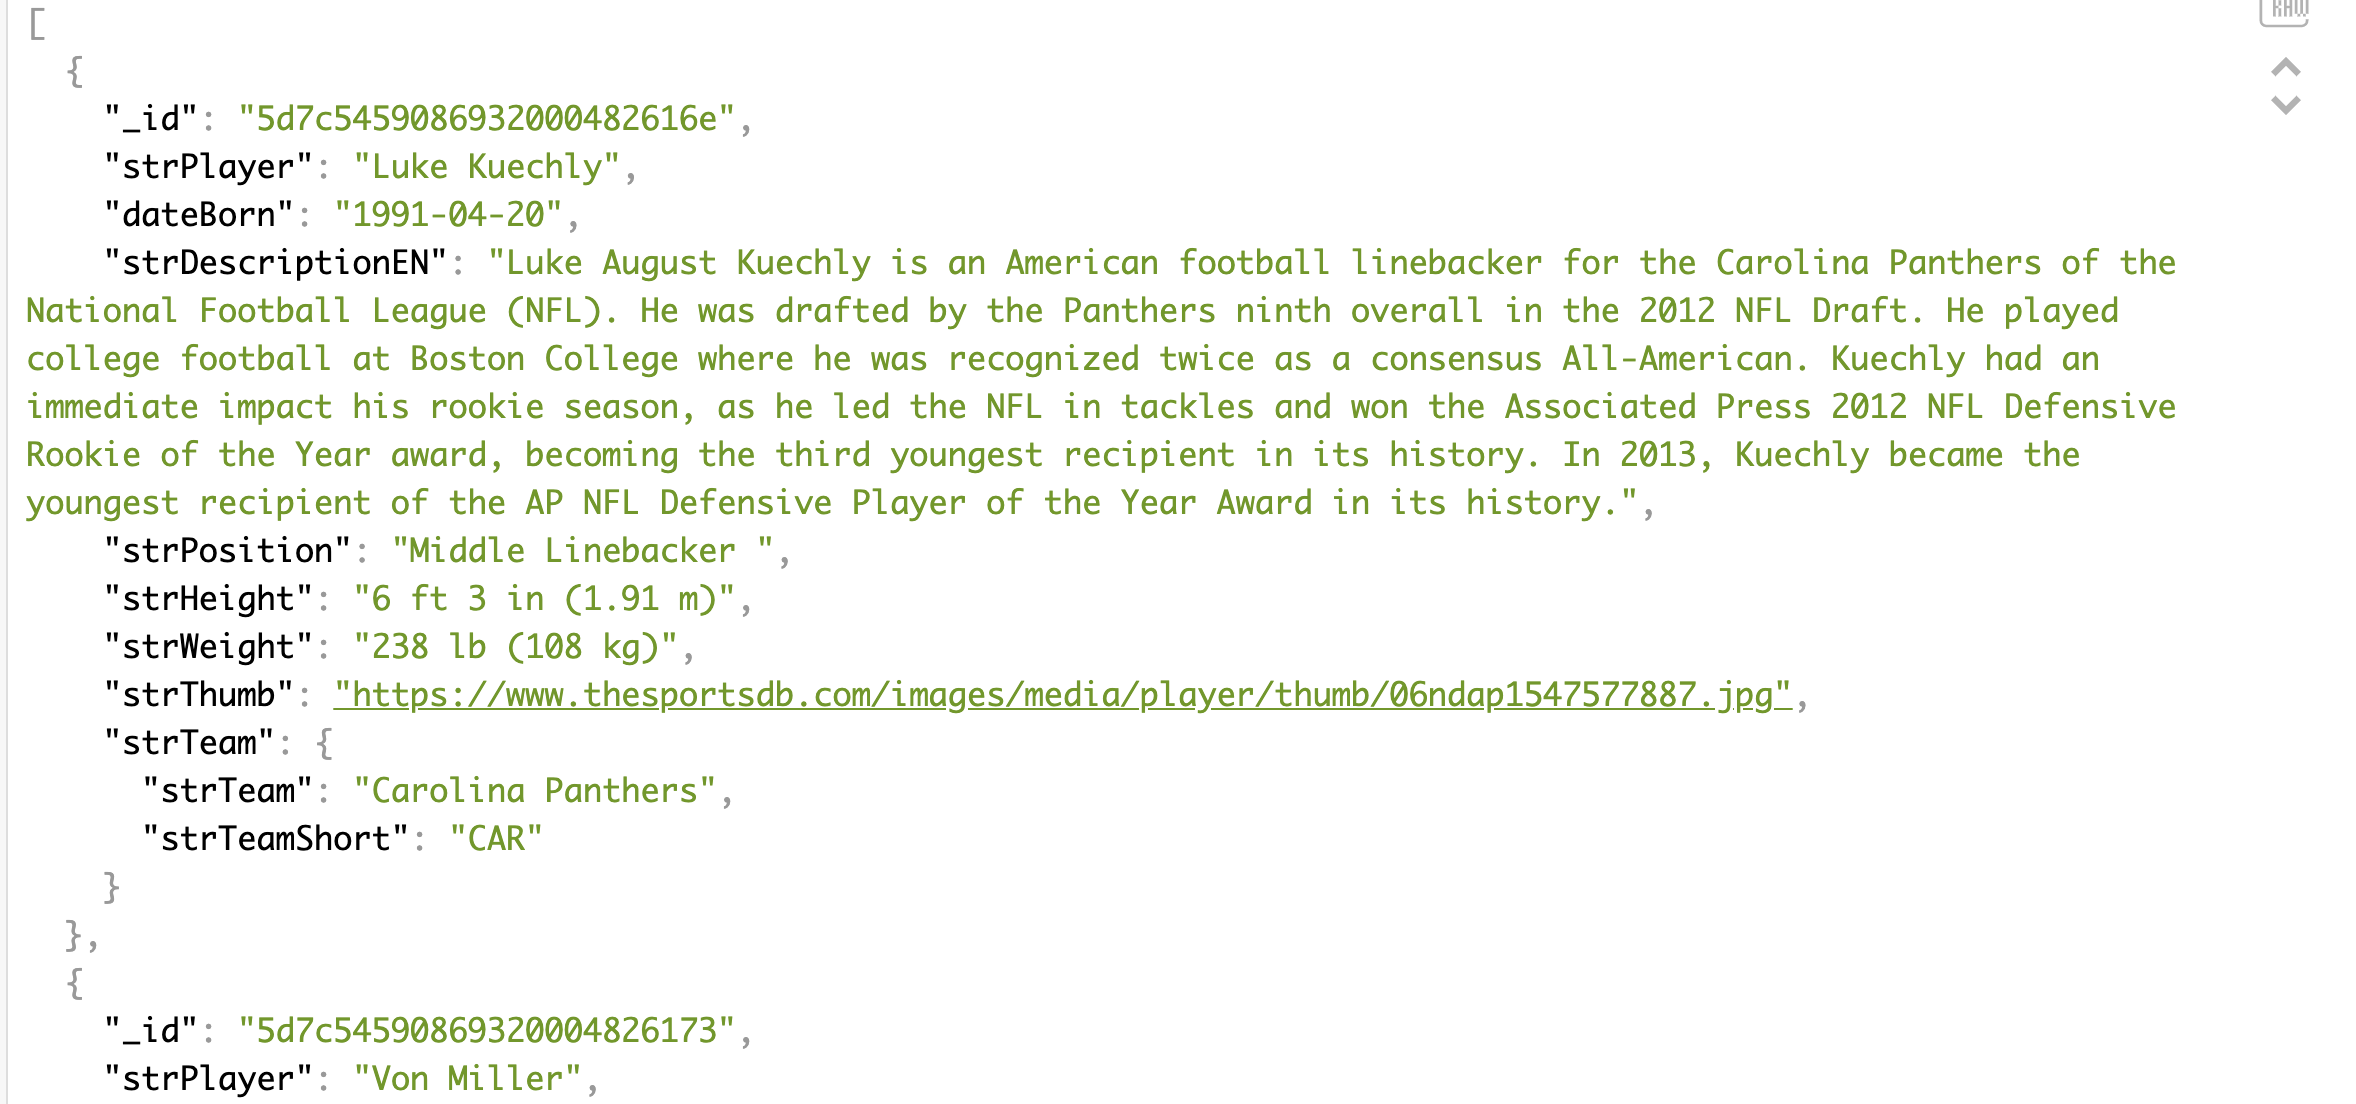 [
RAW
{
"_id": "5d7c54590869320004826 16e",
"strPlayer": "Luke Kuechly",
"dateBorn": "1991-04-20",
"strDescriptionEN": "Luke August Kuechly is an American football linebacker for the Carolina Panthers of the
National Football League (NFL). He was drafted by the Panthers ninth overall in the 2012 NFL Draft. He played
college football at Boston College where he was recognized twice as a consensus All-American. Kuechly had an
immediate impact his rookie season, as he led the NFL in tackles and won the Associated Press 2012 NFL Defensive
Rookie of the Year award, becoming the third youngest recipient in its history. In 2013, Kuechly became the
youngest recipient of the AP NFL Defensive Player of the Year Award in its history.",
"strPosition": "Middle Linebacker ",
"strHeight": "6 ft 3 in (1.91 m)",
"strWeight": "238 lb (108 kg)",
"strThumb": "https://www.thesportsdb.com/images/media/player/thumb/06ndap1547577887.jpg",
"strTeam": {
"strTeam": "Carolina Panthers",
"strTeamShort": "CAR"
}
},
{
"_id": "5d7c54590869320004826173",
"strPlayer": "Von Miller",